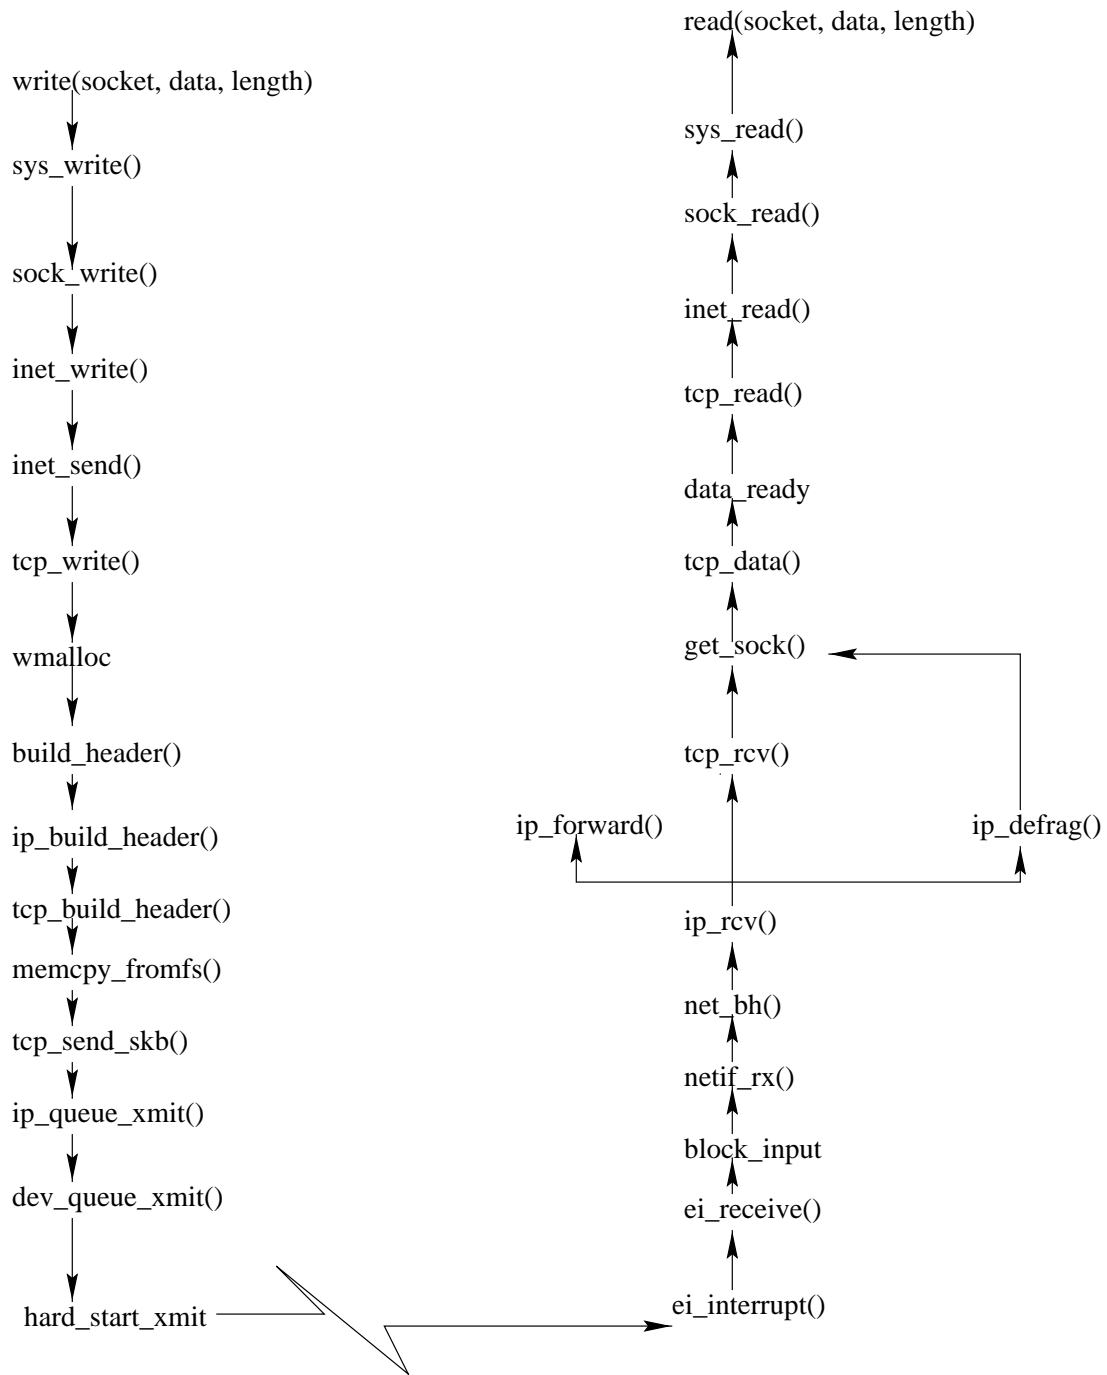 write(socket, data, length)
sys_write()
sock_write()
inet_write()
inet_send()
tcp_write()
wmalloc
build_header()
ip_build_header()
tcp_build_header()
memcpy_fromfs()
tcp_send_skb()
ip_queue_xmit()
dev_queue_xmit()
hard_start_xmit
read(socket, data, length)
sys_read()
sock_read()
inet_read()
tcp_read()
data_ready
tcp_data()
get_sock()
tcp_rcv()
ip_forward()
ip_defrag()
ip_rcv()
net_bh()
netif_rx()
block_input
ei_receive()
ei_interrupt()